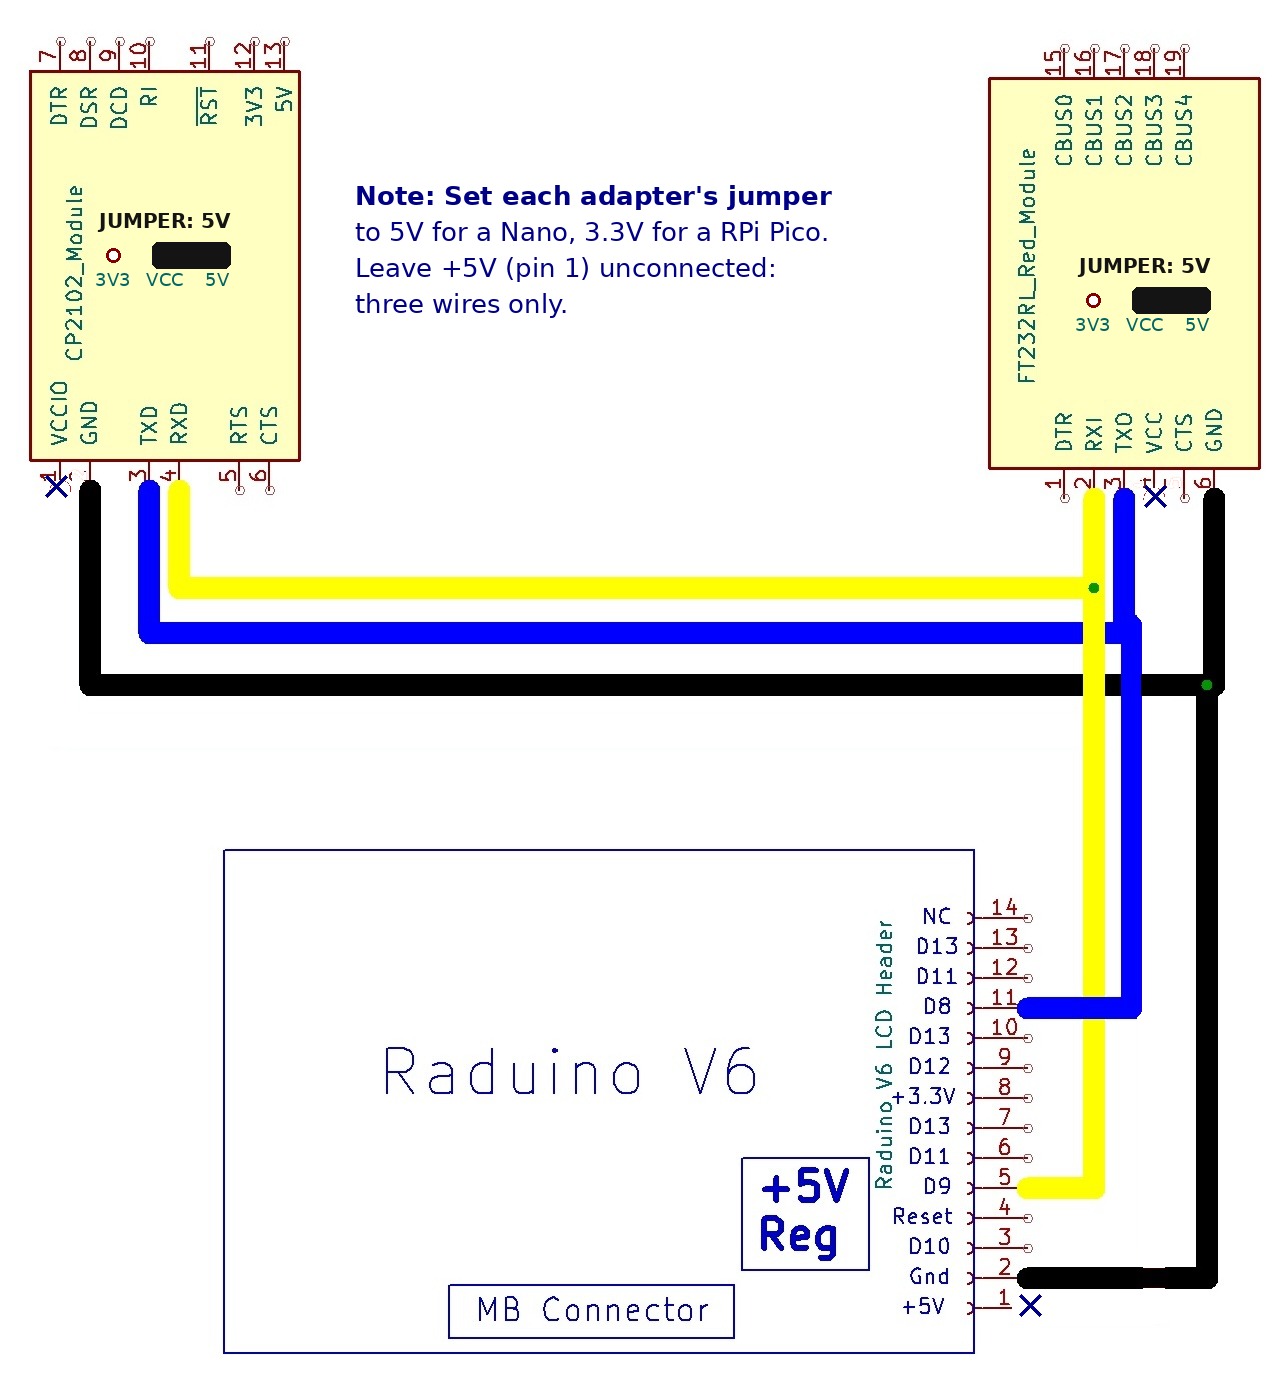 7 8 9 10 11 12 13
DTR DSR DCD RI RST 3V3 5V
CP2102_Module
JUMPER: 5V
3V3 VCC 5V
VCCIO GND TXD RXD RTS CTS
1 3 4 5 6
Note: Set each adapter's jumper
to 5V for a Nano, 3.3V for a RPi Pico.
Leave +5V (pin 1) unconnected:
three wires only.
15 16 17 18 19
CBUS0 CBUS1 CBUS2 CBUS3 CBUS4
FT232RL_Red_Module
JUMPER: 5V
3V3 VCC 5V
DTR RXI TXO VCC CTS GND
1 2 3 6
Raduino V6
Raduino V6 LCD Header
NC 14
D13 13
D11 12
D8 11
D13 10
D12 9
+3.3V 8
D13 7
D11 6
D9 5
Reset 4
D10 3
Gnd 2
+5V 1
+5V
Reg
MB Connector